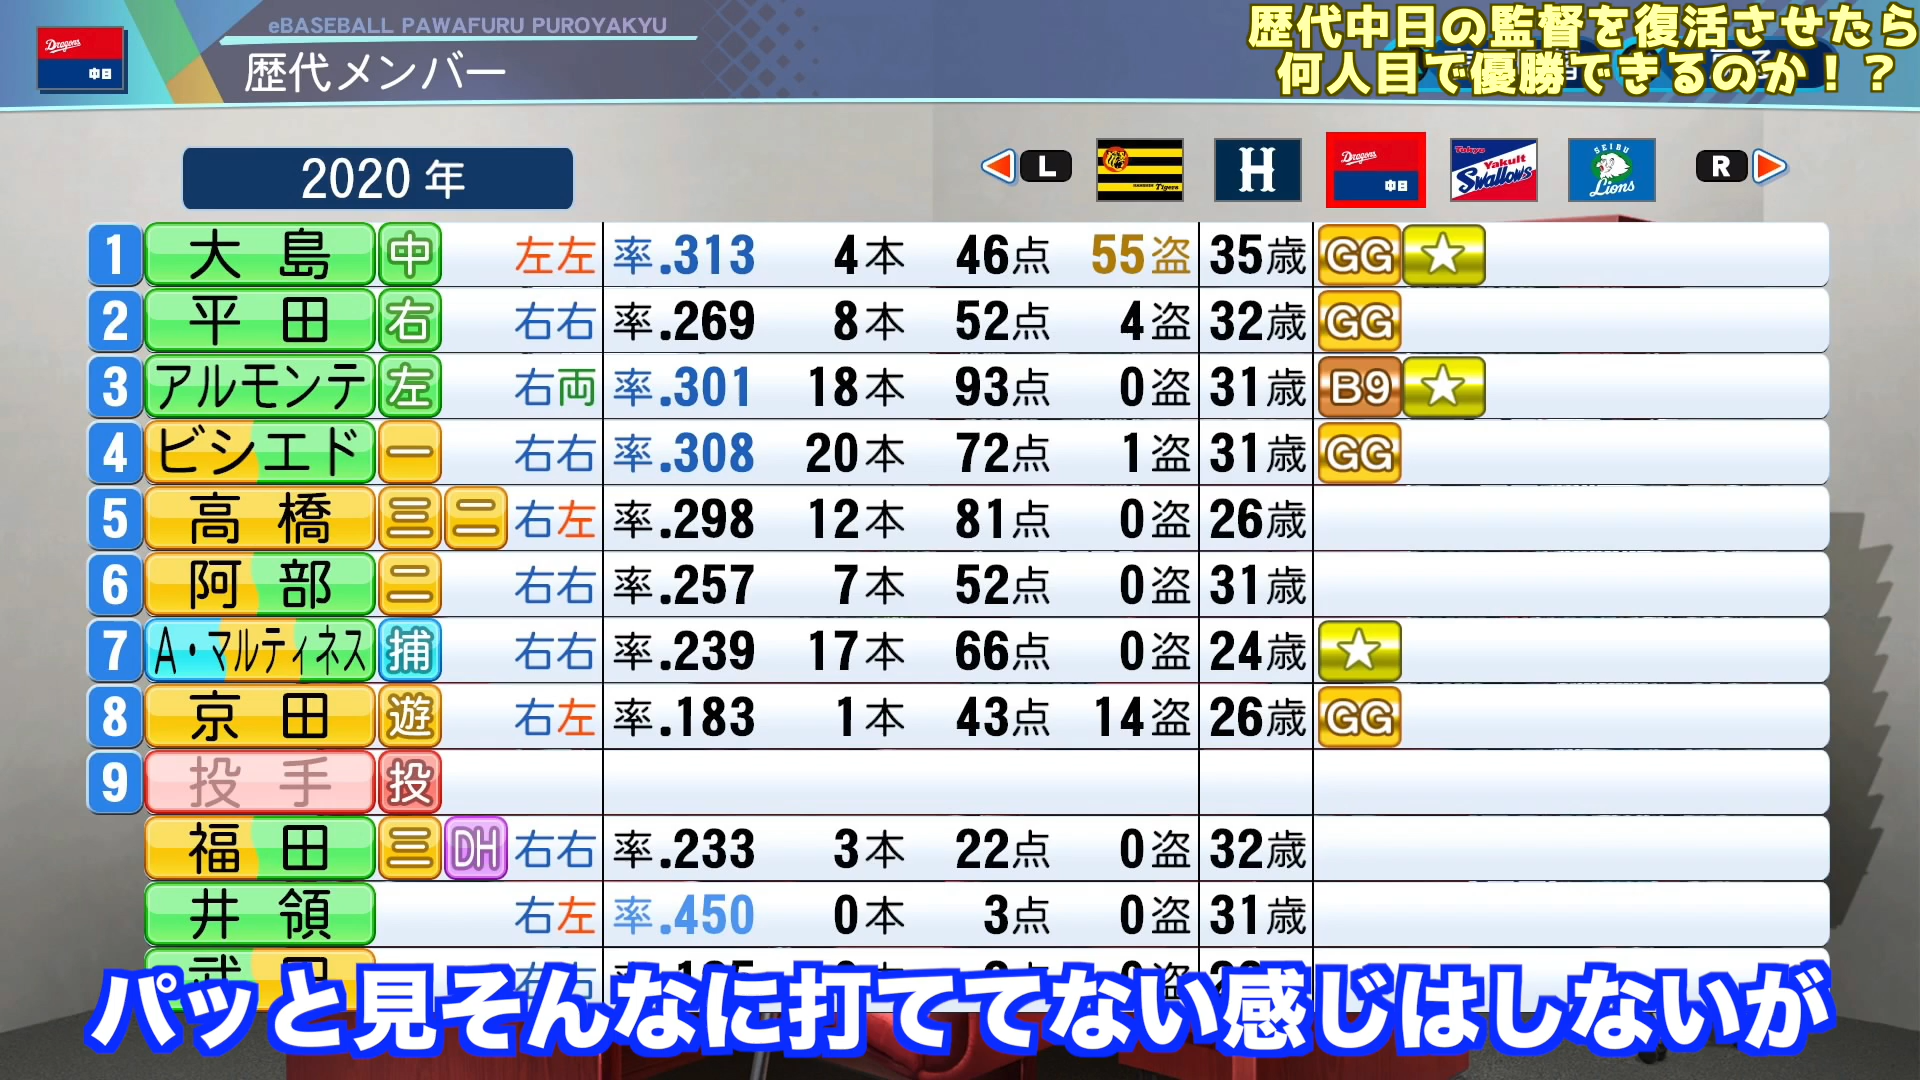 eBASEBALL PAWAFURU PUROYAKYU
歴代メンバー
Dragons 中日
歴代中日の監督を復活させたら
何人目で優勝できるのか！？
2020年
L H Dragons 中日 Tokyo Yakult Swallows SEIBU Lions R
1 大島 中 左左 率.313 4本 46点 55盗 35歳 GG
2 平田 右 右右 率.269 8本 52点 4盗 32歳 GG
3 アルモンテ 左 右両 率.301 18本 93点 0盗 31歳 B9
4 ビシエド 一 右右 率.308 20本 72点 1盗 31歳 GG
5 高橋 三 二 右左 率.298 12本 81点 0盗 26歳
6 阿部 二 右右 率.257 7本 52点 0盗 31歳
7 A・マルティネス 捕 右右 率.239 17本 66点 0盗 24歳
8 京田 遊 右左 率.183 1本 43点 14盗 26歳 GG
9 投手 投
福田 三 DH 右右 率.233 3本 22点 0盗 32歳
井領 右左 率.450 0本 3点 0盗 31歳
パッと見そんなに打ててない感じはしないが